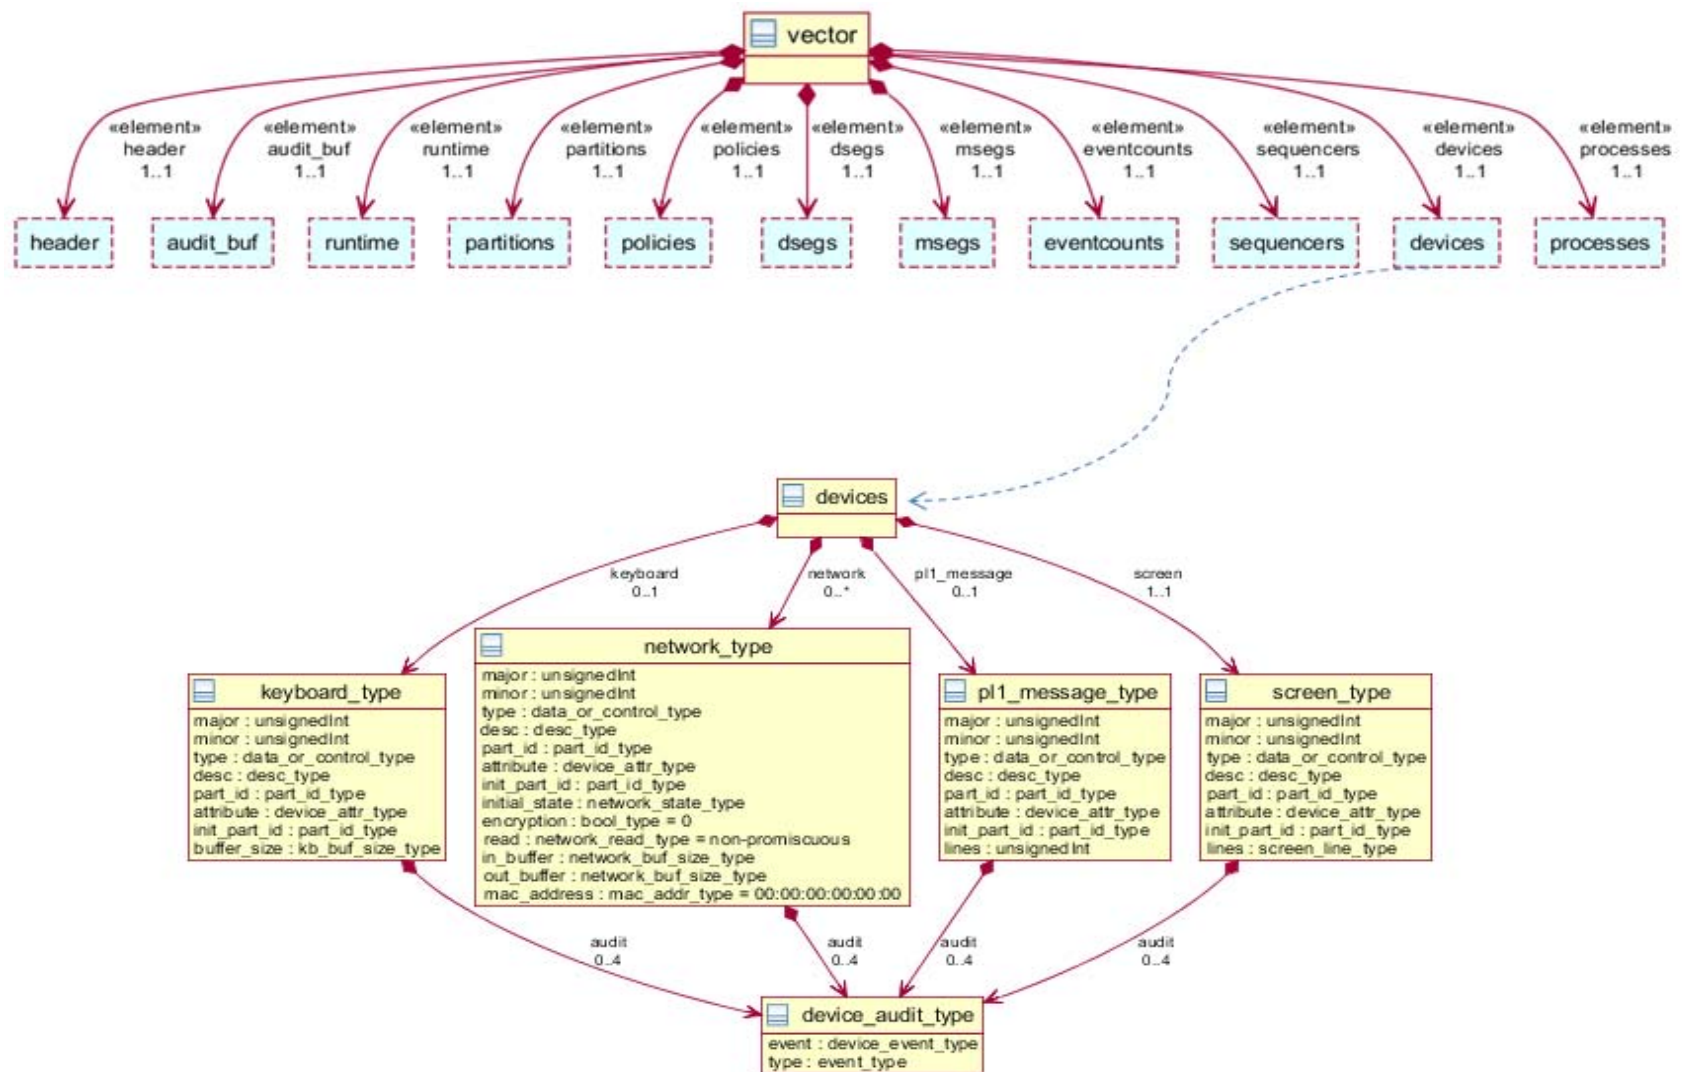 vector
«element»
header
1..1
«element»
audit_buf
1..1
«element»
runtime
1..1
«element»
partitions
1..1
«element»
policies
1..1
«element»
dsegs
1..1
«element»
msegs
1..1
«element»
eventcounts
1..1
«element»
sequencers
1..1
«element»
devices
1..1
«element»
processes
1..1
header
audit_buf
runtime
partitions
policies
dsegs
msegs
eventcounts
sequencers
devices
processes
devices
keyboard
0..1
network
0..*
pl1_message
0..1
screen
1..1
keyboard_type
major : unsignedInt
minor : unsignedInt
type : data_or_control_type
desc : desc_type
part_id : part_id_type
attribute : device_attr_type
init_part_id : part_id_type
buffer_size : kb_buf_size_type
network_type
major : unsignedInt
minor : unsignedInt
type : data_or_control_type
desc : desc_type
part_id : part_id_type
attribute : device_attr_type
init_part_id : part_id_type
initial_state : network_state_type
encryption : bool_type = 0
read : network_read_type = non-promiscuous
in_buffer : network_buf_size_type
out_buffer : network_buf_size_type
mac_address : mac_addr_type = 00:00:00:00:00:00
pl1_message_type
major : unsignedInt
minor : unsignedInt
type : data_or_control_type
desc : desc_type
part_id : part_id_type
attribute : device_attr_type
init_part_id : part_id_type
lines : unsignedInt
screen_type
major : unsignedInt
minor : unsignedInt
type : data_or_control_type
desc : desc_type
part_id : part_id_type
attribute : device_attr_type
init_part_id : part_id_type
lines : screen_line_type
audit
0..4
audit
0..4
audit
0..4
audit
0..4
device_audit_type
event : device_event_type
type : event_type